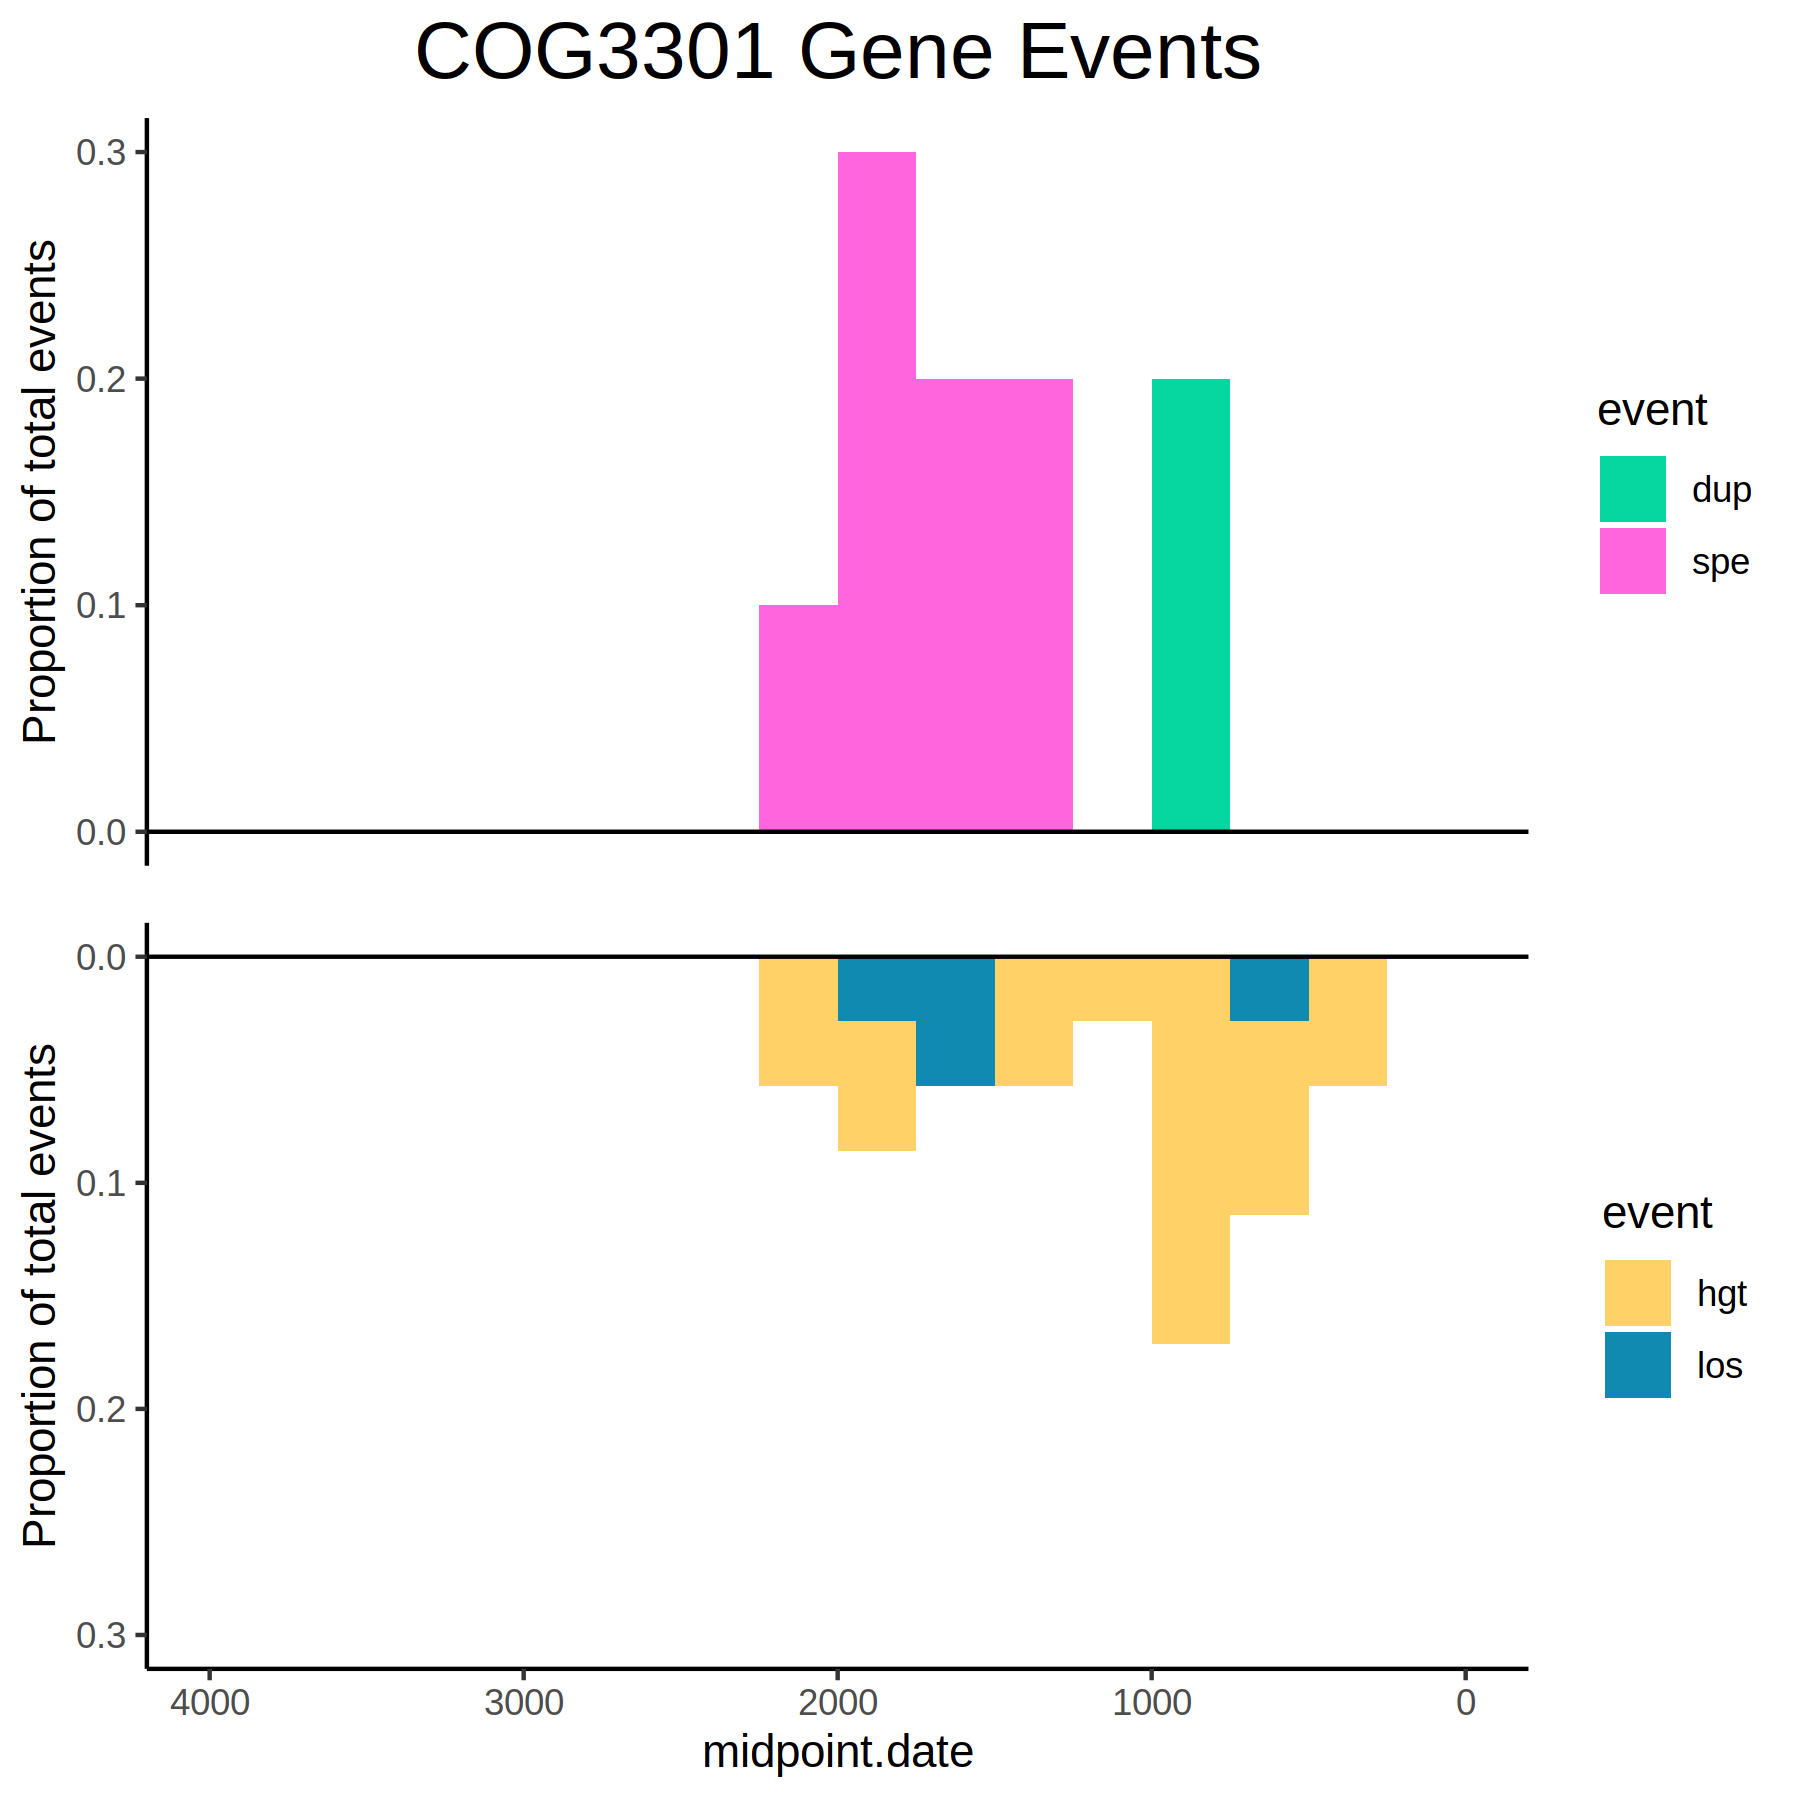 COG3301 Gene Events
Proportion of total events
0.3
0.2
0.1
0.0
event
dup
spe
Proportion of total events
0.0
0.1
0.2
0.3
event
hgt
los
4000 3000 2000 1000 0
midpoint.date